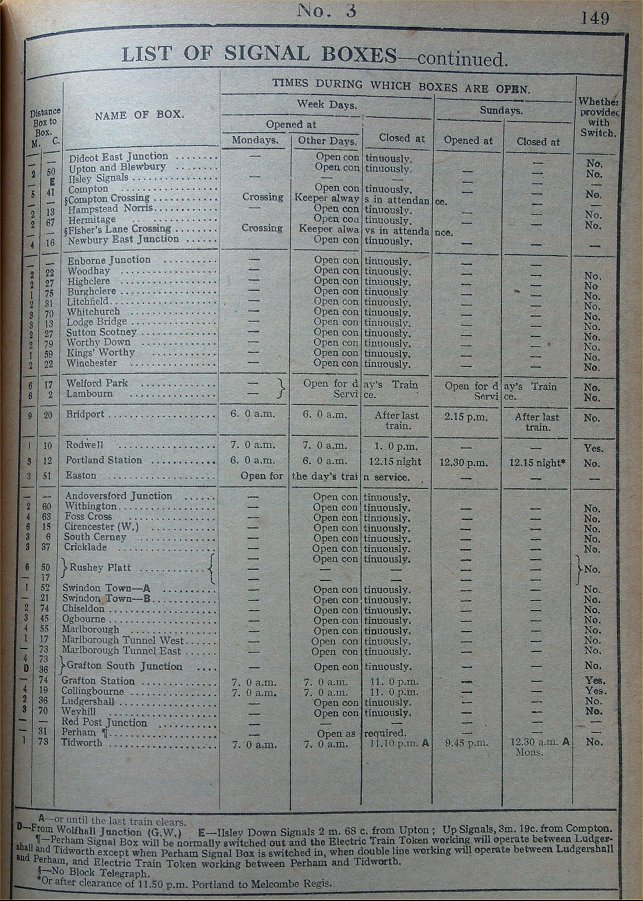 No. 3
149
LIST OF SIGNAL BOXES—continued.
Distance Box to Box. M. C.
NAME OF BOX.
TIMES DURING WHICH BOXES ARE OPEN.
Week Days.
Sundays.
Opened at
Mondays. Other Days. Closed at Opened at Closed at
Whether provided with Switch.
Didcot East Junction — Open continuously. — — No.
2 50 Upton and Blewbury — Open continuously. — — No.
— E Ilsley Signals — — — — — —
5 41 Compton — Open continuously. — — No.
§Compton Crossing Crossing Keeper always in attendance.
2 13 Hampstead Norris — Open continuously. — — No.
2 67 Hermitage — Open continuously. — — No.
§Fisher's Lane Crossing Crossing Keeper always in attendance.
4 16 Newbury East Junction — Open continuously. — — —
— — Enborne Junction — Open continuously. — —
2 22 Woodhay — Open continuously. — — No.
2 27 Highclere — Open continuously. — — No
1 75 Burghclere — Open continuously. — — No.
2 31 Litchfield — Open continuously. — — No.
3 70 Whitchurch — Open continuously. — — No.
3 13 Lodge Bridge — Open continuously. — — No.
2 27 Sutton Scotney — Open continuously. — — No.
2 79 Worthy Down — Open continuously. — — No.
1 59 Kings' Worthy — Open continuously. — — No.
2 22 Winchester — Open continuously. — — No.
6 17 Welford Park — } Open for day's Train Open for day's Train No.
6 2 Lambourn — } Service. Service. No.
9 20 Bridport 6. 0 a.m. 6. 0 a.m. After last train. 2.15 p.m. After last train. No.
1 19 Rodwell 7. 0 a.m. 7. 0 a.m. 1. 0 p.m. — — Yes.
3 12 Portland Station 6. 0 a.m. 6. 0 a.m. 12.15 night 12.30 p.m. 12.15 night* No.
3 51 Easton Open for the day's train service. — — —
— — Andoversford Junction — Open continuously. — —
2 60 Withington — Open continuously. — — No.
4 63 Foss Cross — Open continuously. — — No.
6 15 Cirencester (W.) — Open continuously. — — No.
3 6 South Cerney — Open continuously. — — No.
3 37 Cricklade — Open continuously. — — No.
6 50 }Rushey Platt { — Open continuously. — — }No.
— 17 — — — — —
1 52 Swindon Town—A — Open continuously. — — No.
— 21 Swindon Town—B — Open continuously. — — No.
2 74 Chiseldon — Open continuously. — — No.
3 45 Ogbourne — Open continuously. — — No.
4 55 Marlborough — Open continuously. — — No.
1 17 Marlborough Tunnel West — Open continuously. — — No.
— 73 Marlborough Tunnel East — Open continuously. — — No.
4 73
D 36 }Grafton South Junction — Open continuously. — — No.
— 74 Grafton Station 7. 0 a.m. 7. 0 a.m. 11. 0 p.m. — — Yes.
4 19 Collingbourne 7. 0 a.m. 7. 0 a.m. 11. 0 p.m. — — Yes.
2 36 Ludgershall — Open continuously. — — No.
3 70 Weyhill — Open continuously. — — No.
— — Red Post Junction — — — —
— 31 Perham ¶ — Open as required. — — —
1 73 Tidworth 7. 0 a.m. 7. 0 a.m. 11.10 p.m. A 9.45 p.m. 12.30 a.m. A Mons. No.
A—or until the last train clears.
D—From Wolfhall Junction (G.W.) E—Ilsley Down Signals 2 m. 68 c. from Upton; Up Signals, 3m. 19c. from Compton.
¶—Perham Signal Box will be normally switched out and the Electric Train Token working will operate between Ludger-
shall and Tidworth except when Perham Signal Box is switched in, when double line working will operate between Ludgershall
and Perham, and Electric Train Token working between Perham and Tidworth.
§—No Block Telegraph.
*Or after clearance of 11.50 p.m. Portland to Melcombe Regis.